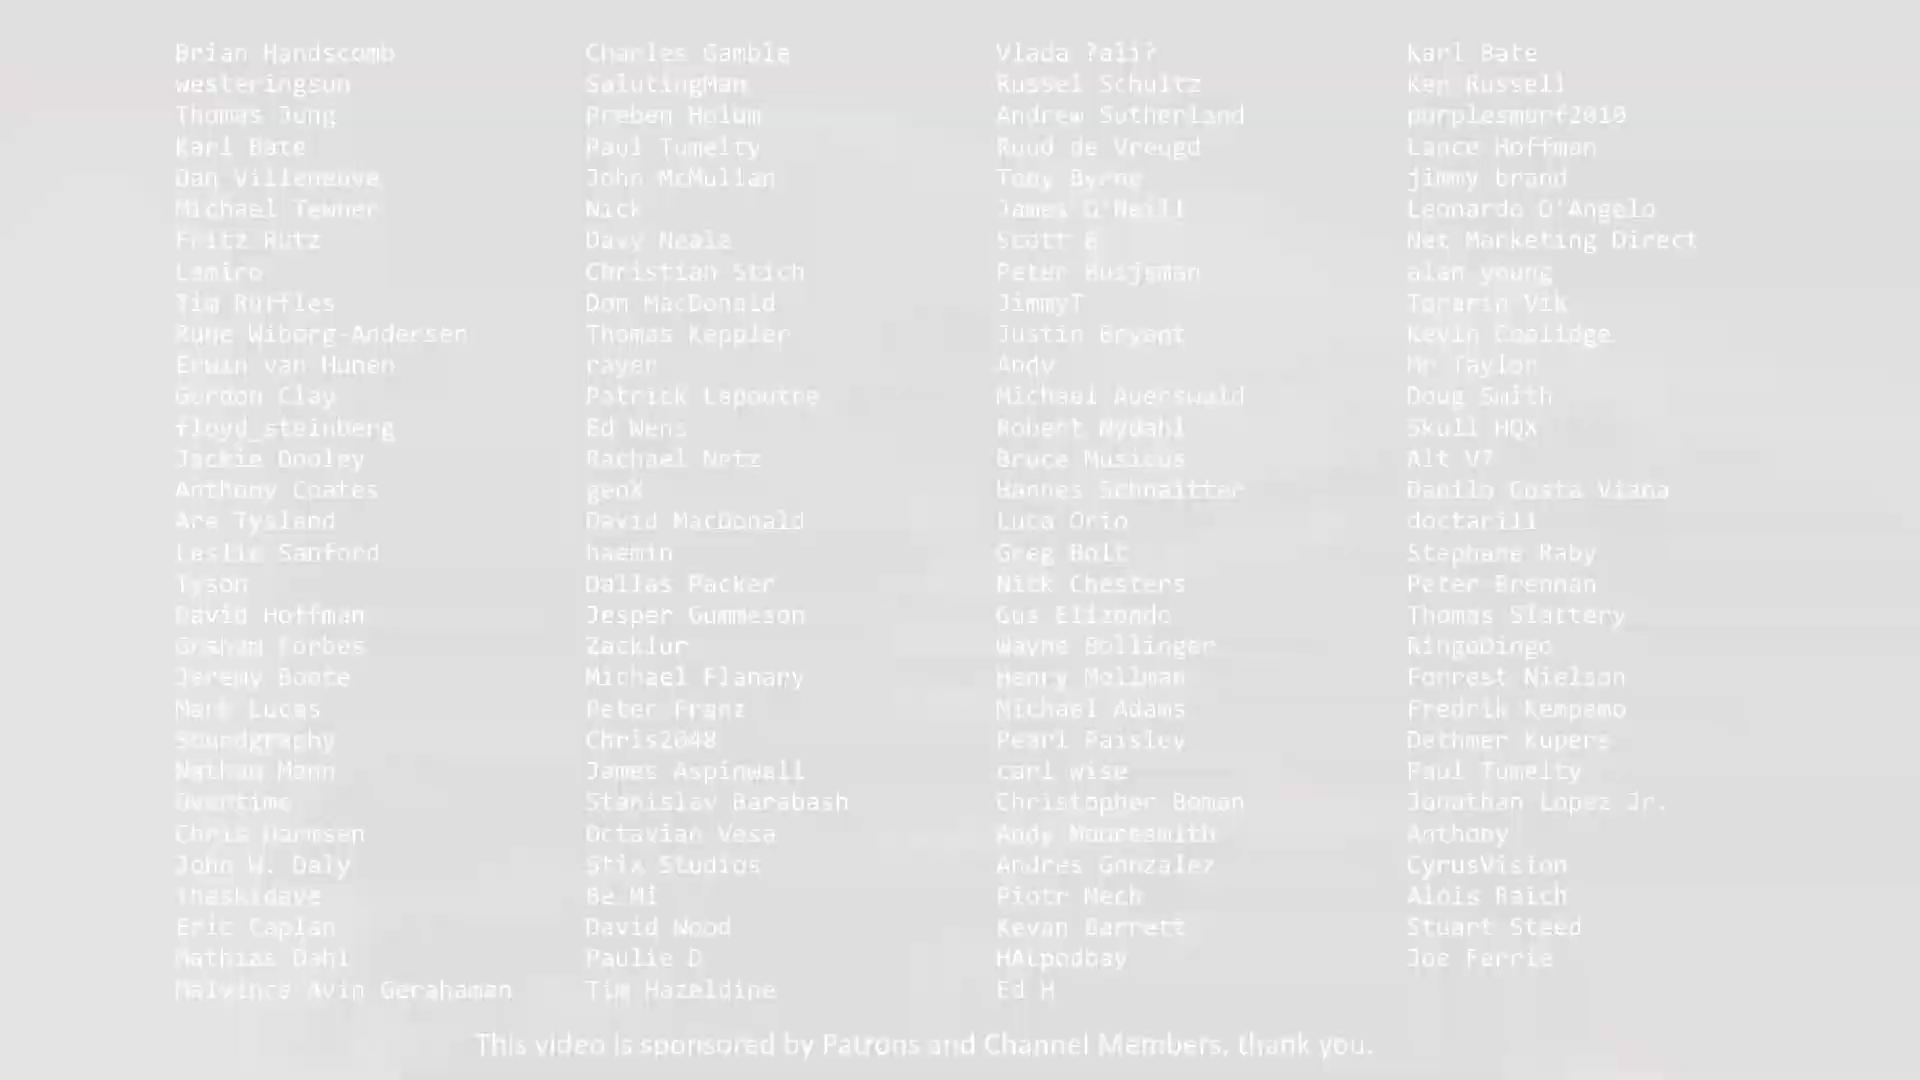 Brian Handscomb
westeringsun
Thomas Jung
Karl Bate
Dan Villeneuve
Michael Tewner
Fritz Rutz
Lamiro
Tim Ruffles
Rune Wiborg-Andersen
Erwin van Hunen
Gordon Clay
floyd_steinberg
Jackie Dooley
Anthony Coates
Are Tysland
Leslie Sanford
Tyson
David Hoffman
Graham Forbes
Jeremy Boote
Mark Lucas
Soundgraphy
Nathan Mann
Overtime
Chris Harmsen
John W. Daly
Theskidave
Eric Caplan
Mathias Dahl
Avin Gerahaman
Charles Gamble
SalutingMan
Preben Holum
Paul Tumelty
John McMullan
Nick
Davy Neale
Christian Stich
Don MacDonald
Thomas Keppler
rayer
Patrick Lapoutre
Ed Wens
Rachael Netz
genX
David MacDonald
haemin
Dallas Packer
Jesper Gummeson
Zacklur
Michael Flanary
Peter Franz
Chris2048
James Aspinwall
Stanislav Barabash
Octavian Vesa
Stix Studios
Be Mi
David Wood
Paulie D
Tim Hazeldine
Vlada ?ali?
Russel Schultz
Andrew Sutherland
Ruud de Vreugd
Tony Byrne
James O'Neill
Scott
Peter Busjeman
JimmyT
Justin Bryant
Andy
Michael Auerswald
Robert Nydahl
Bruce Musicus
Hannes Schnaitter
Luca Orio
Greg Bolt
Nick Chesters
Gus Elizondo
Wayne Bollinger
Henry Mollman
Michael Adams
Pearl Paisley
carl wise
Christopher Boman
Andy Mouresmith
Andres Gonzalez
Piotr Mech
Kevan Barrett
HALpodbay
Ed H
Karl Bate
Ken Russell
purplesmurf2010
Lance Hoffman
jimmy brand
Leonardo D'Angelo
Net Marketing Direct
alan young
Torarin Vik
Kevin Coolidge
Mr Taylor
Doug Smith
Skull HQX
Alt V7
Danilo Costa Viana
doctarill
Stephane Raby
Peter Brennan
Thomas Slattery
RingoDingo
Forrest Nielson
Fredrik Kempemo
Dethmer Kupers
Paul Tumelty
Jonathan Lopez Jr.
Anthony
CyrusVision
Alois Raich
Stuart Steed
Joe Ferrie
This video is sponsored by Patrons and Channel Members, thank you.